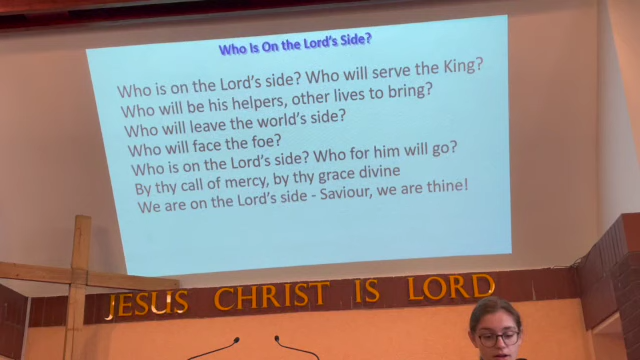 Who Is On the Lord's Side?
Who is on the Lord's side? Who will serve the King?
Who will be his helpers, other lives to bring?
Who will leave the world's side?
Who will face the foe?
Who is on the Lord's side? Who for him will go?
By thy call of mercy, by thy grace divine
We are on the Lord's side - Saviour, we are thine!
JESUS CHRIST IS LORD